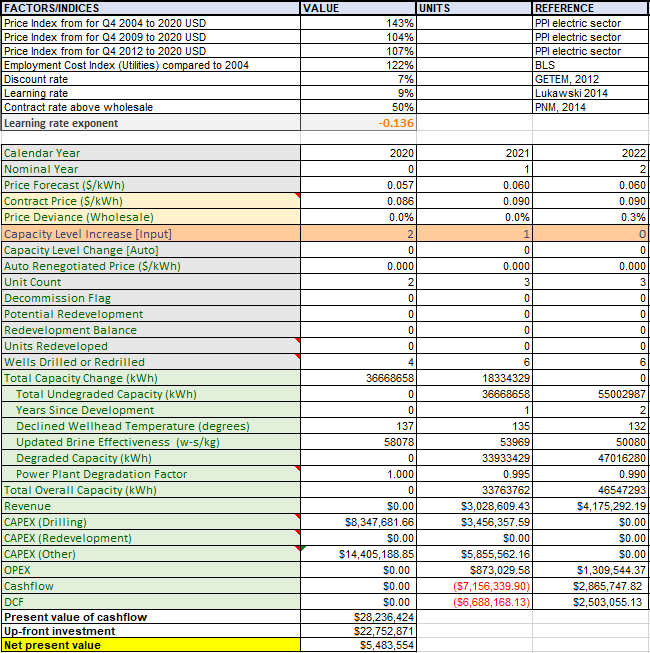 FACTORS/INDICES VALUE UNITS REFERENCE
Price Index from for Q4 2004 to 2020 USD 143% PPI electric sector
Price Index from for Q4 2009 to 2020 USD 104% PPI electric sector
Price Index from for Q4 2012 to 2020 USD 107% PPI electric sector
Employment Cost Index (Utilities) compared to 2004 122% BLS
Discount rate 7% GETEM, 2012
Learning rate 9% Lukawski 2014
Contract rate above wholesale 50% PNM, 2014
Learning rate exponent -0.136
Calendar Year 2020 2021 2022
Nominal Year 0 1 2
Price Forecast ($/kWh) 0.057 0.060 0.060
Contract Price ($/kWh) 0.086 0.090 0.090
Price Deviance (Wholesale) 0.0% 0.0% 0.3%
Capacity Level Increase [Input] 2 1 0
Capacity Level Change [Auto] 0 0 0
Auto Renegotiated Price ($/kWh) 0.000 0.000 0.000
Unit Count 2 3 3
Decommission Flag 0 0 0
Potential Redevelopment 0 0 0
Redevelopment Balance 0 0 0
Units Redeveloped 0 0 0
Wells Drilled or Redrilled 4 6 6
Total Capacity Change (kWh) 36668658 18334329 0
Total Undegraded Capacity (kWh) 0 36668658 55002987
Years Since Development 0 1 2
Declined Wellhead Temperature (degrees) 137 135 132
Updated Brine Effectiveness (w-s/kg) 58078 53969 50080
Degraded Capacity (kWh) 0 33933429 47016280
Power Plant Degradation Factor 1.000 0.995 0.990
Total Overall Capacity (kWh) 0 33763762 46547293
Revenue $0.00 $3,028,609.43 $4,175,292.19
CAPEX (Drilling) $8,347,681.66 $3,456,357.59 $0.00
CAPEX (Redevelopment) $0.00 $0.00 $0.00
CAPEX (Other) $14,405,188.85 $5,855,562.16 $0.00
OPEX $0.00 $873,029.58 $1,309,544.37
Cashflow $0.00 ($7,156,339.90) $2,865,747.82
DCF $0.00 ($6,688,168.13) $2,503,055.13
Present value of cashflow $28,236,424
Up-front investment $22,752,871
Net present value $5,483,554